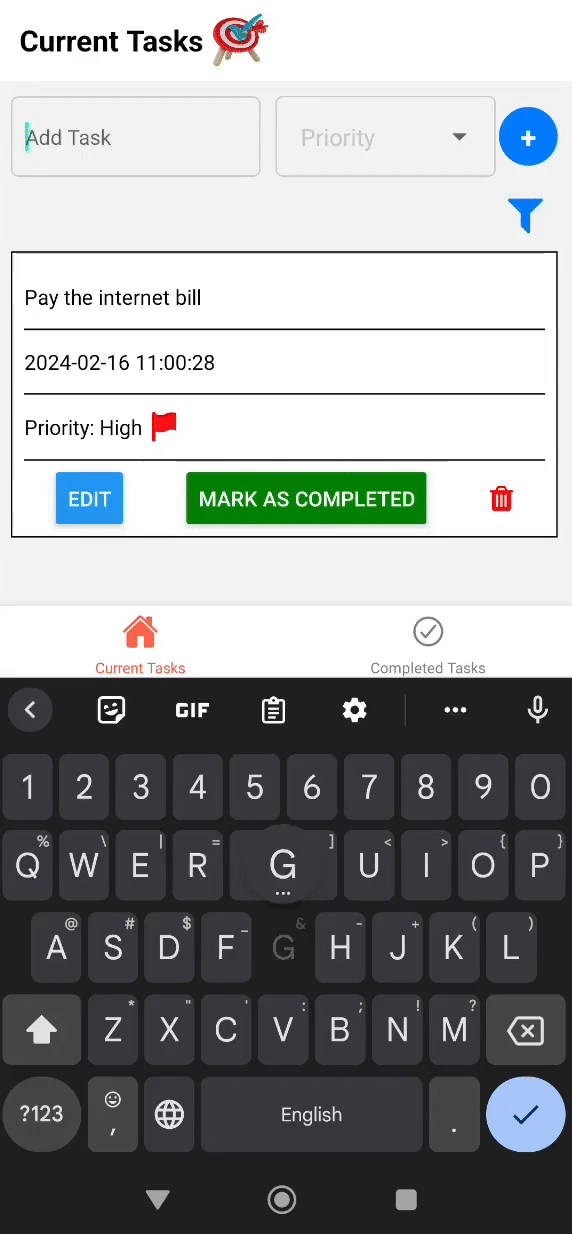 Current Tasks
Add Task Priority +
Pay the internet bill
2024-02-16 11:00:28
Priority: High
EDIT MARK AS COMPLETED
Current Tasks Completed Tasks
GIF
1 2 3 4 5 6 7 8 9 0
% \ | = ] < > { }
Q W E R G U I O P
@ # $ _ & - + ( )
A S D F G H J K L
* " ' : ; ! ?
Z X C V B N M
?123 , English .